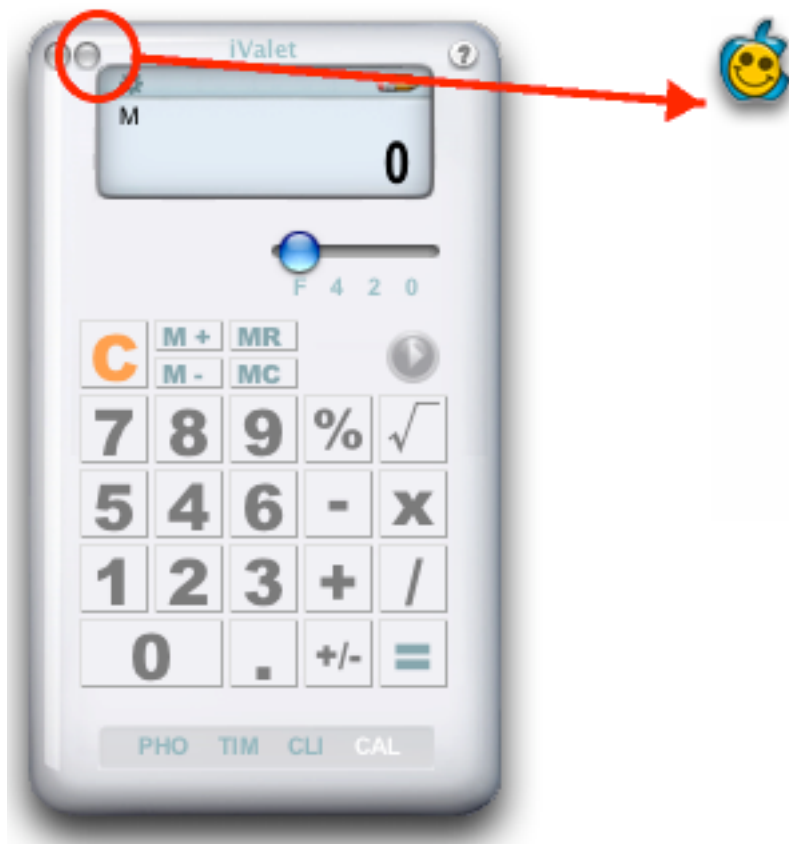 iValet
?
M
0
F 4 2 0
C M+ MR
M- MC
7 8 9 % √
5 4 6 - x
1 2 3 + /
0 . +/- =
PHO TIM CLI CAL